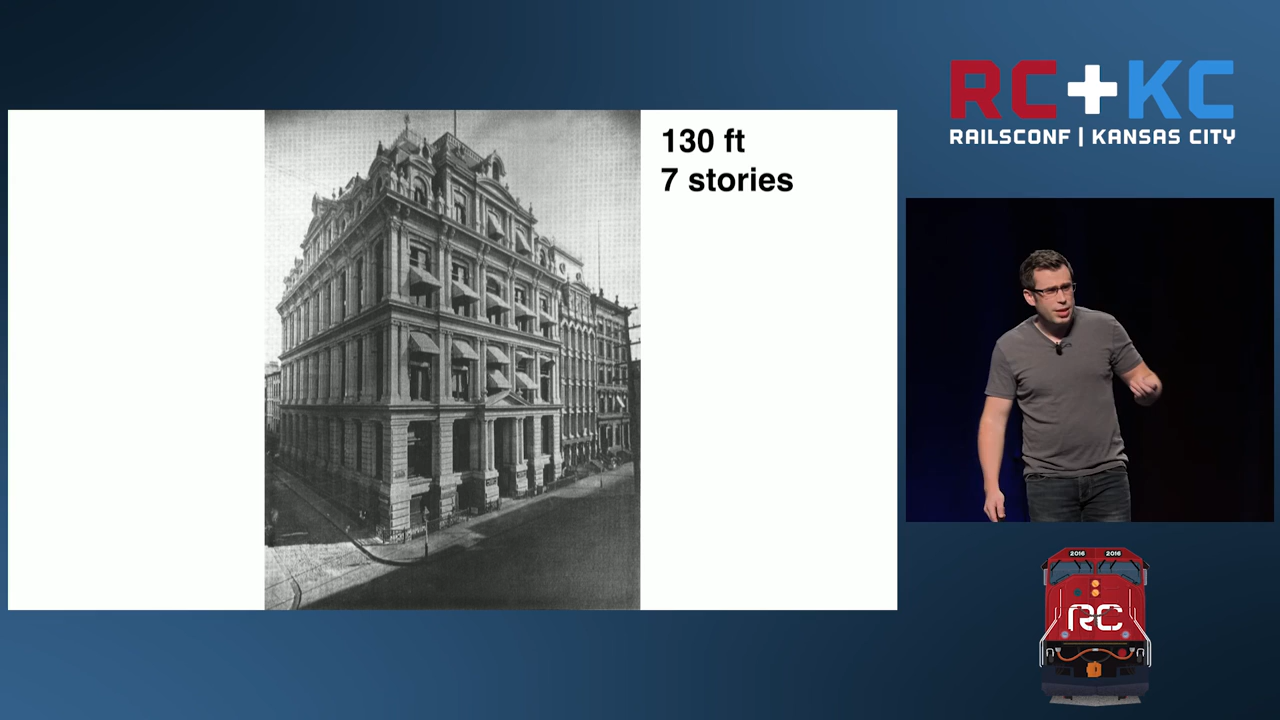 130 ft
7 stories
RC+KC
RAILSCONF | KANSAS CITY
2016 2016
RC